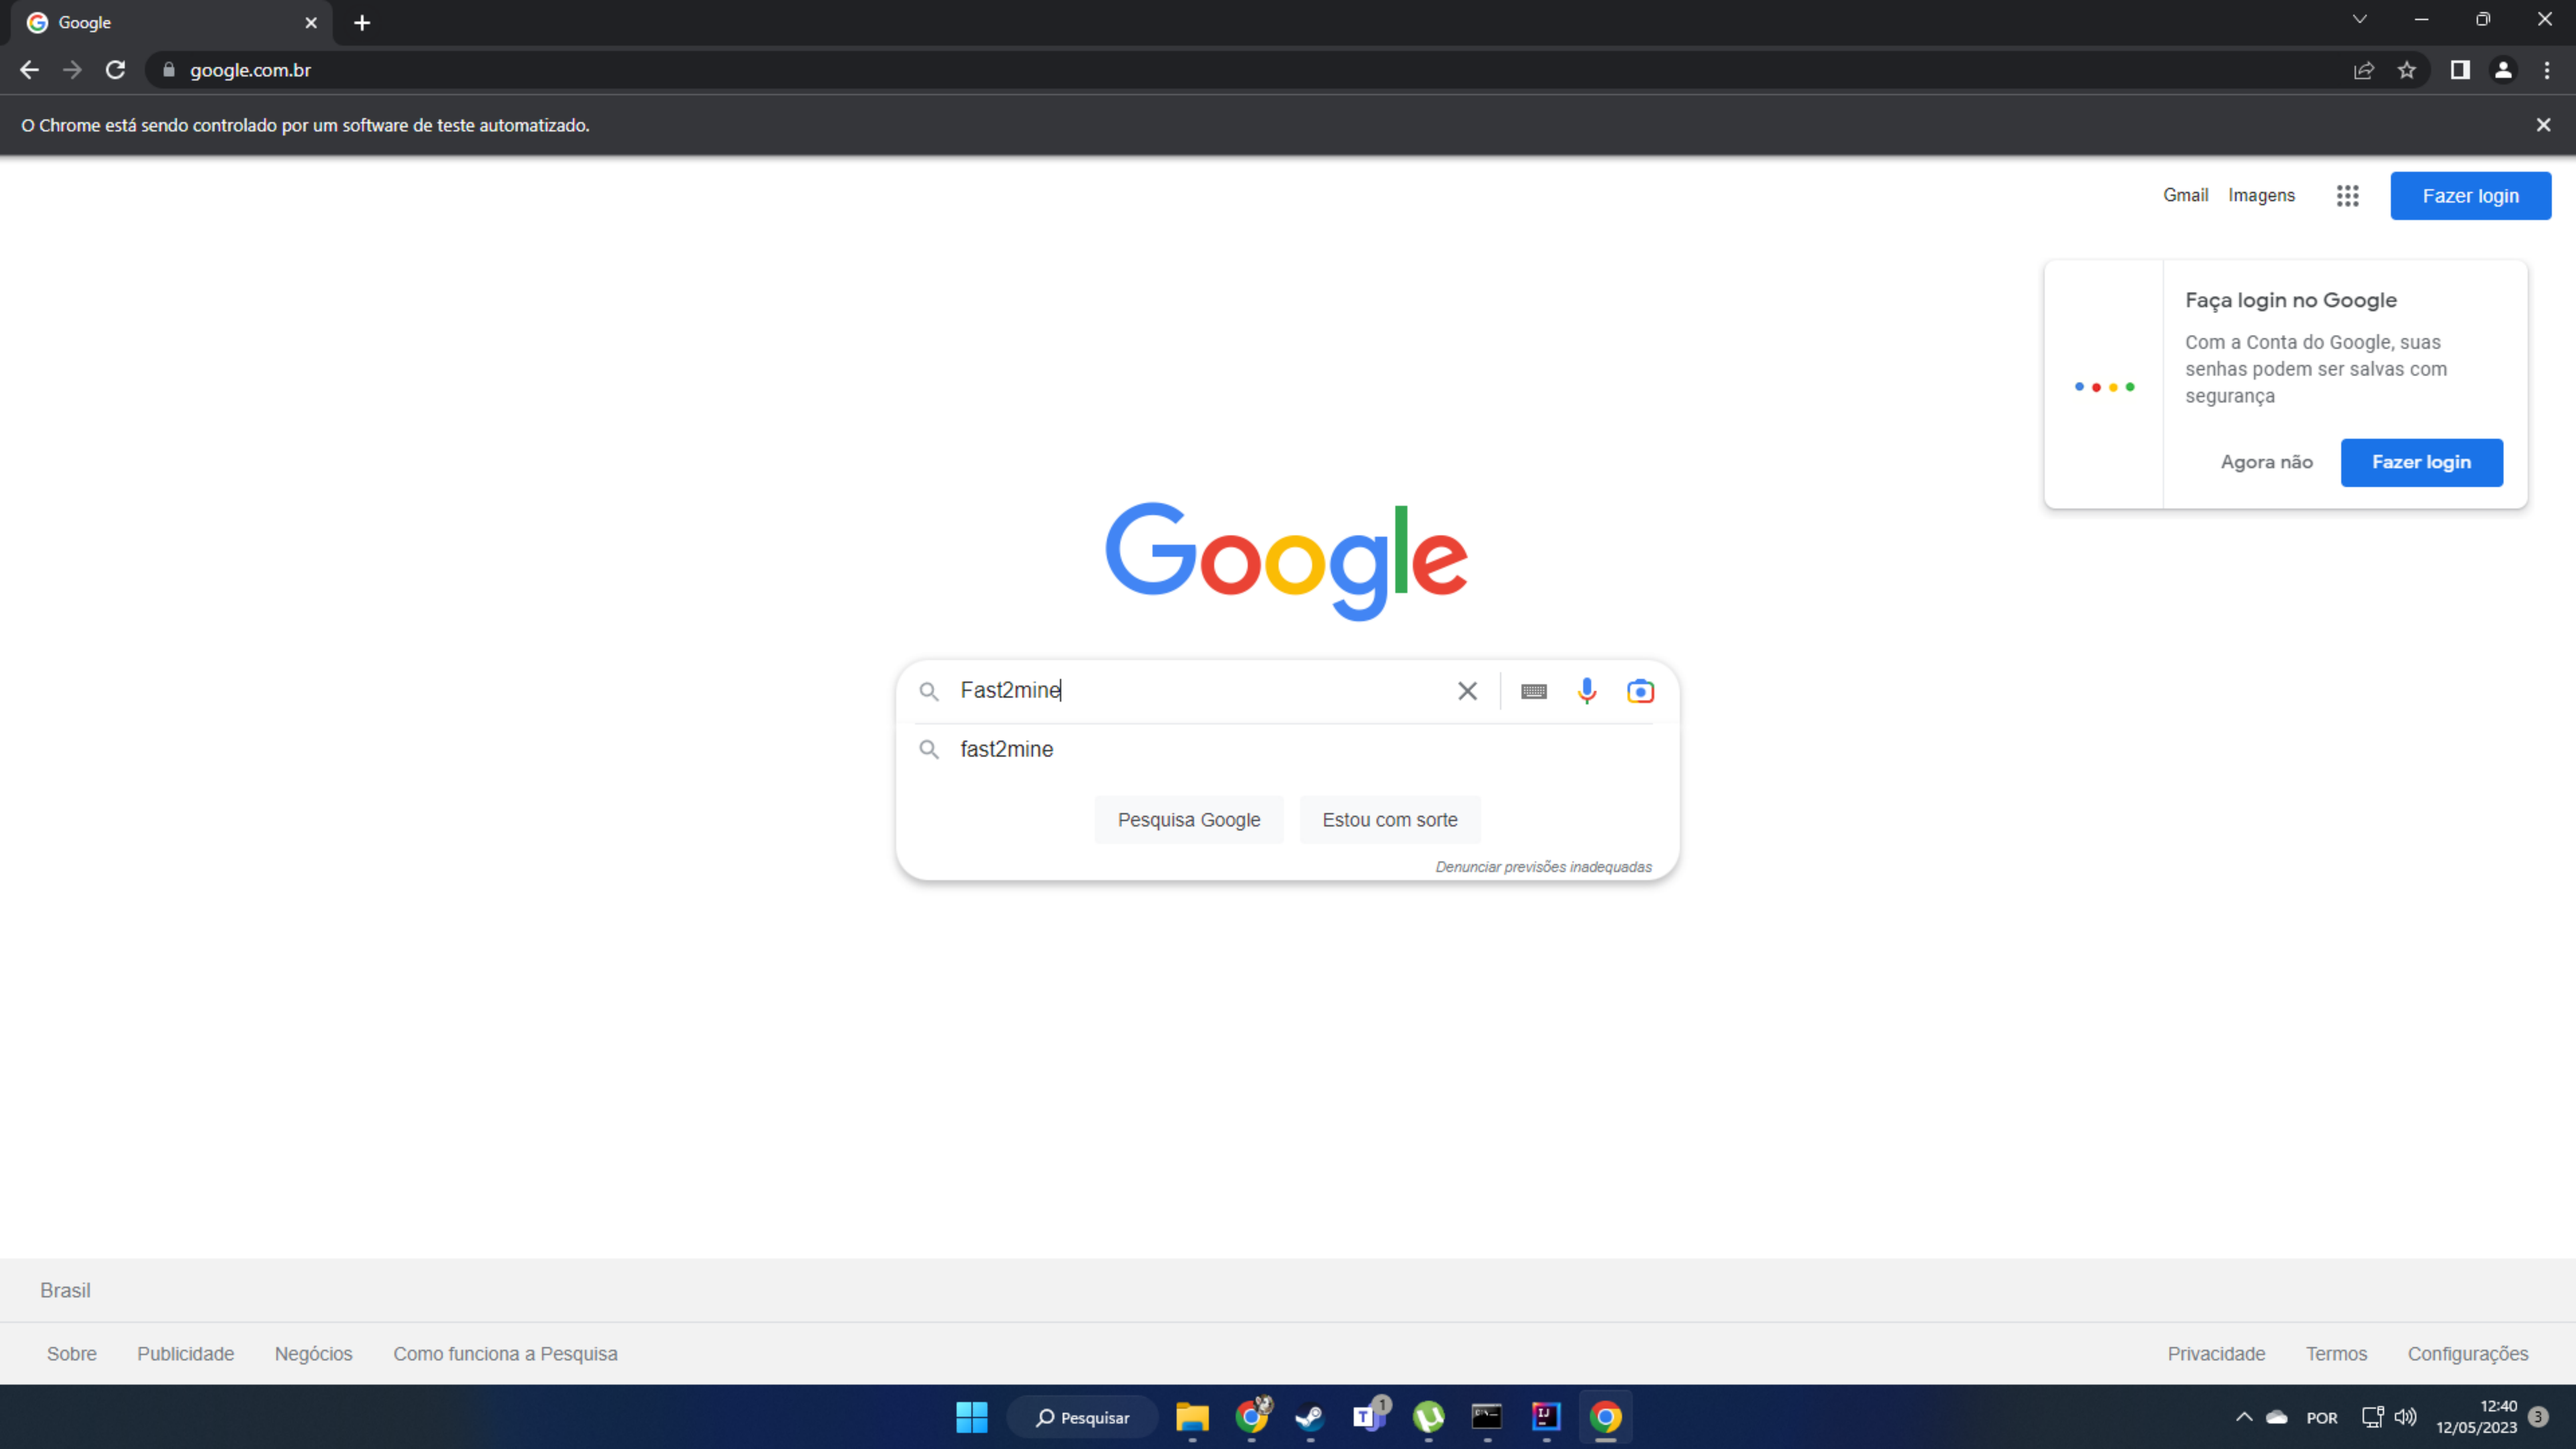 Google
google.com.br
O Chrome está sendo controlado por um software de teste automatizado.
Gmail Imagens Fazer login
Faça login no Google
Com a Conta do Google, suas
senhas podem ser salvas com
segurança
Agora não Fazer login
Google
Fast2mine
fast2mine
Pesquisa Google Estou com sorte
Denunciar previsões inadequadas
Brasil
Sobre Publicidade Negócios Como funciona a Pesquisa Privacidade Termos Configurações
Pesquisar T 1 IJ POR 12:40 3
12/05/2023